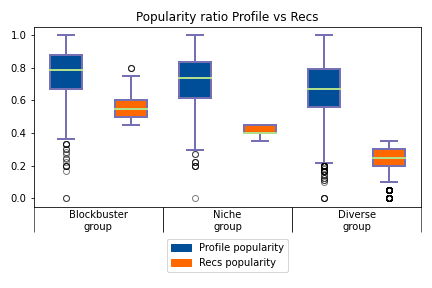 Popularity ratio Profile vs Recs
1.0
0.8
0.6
0.4
0.2
0.0
Blockbuster
group
Niche
group
Diverse
group
Profile popularity
Recs popularity